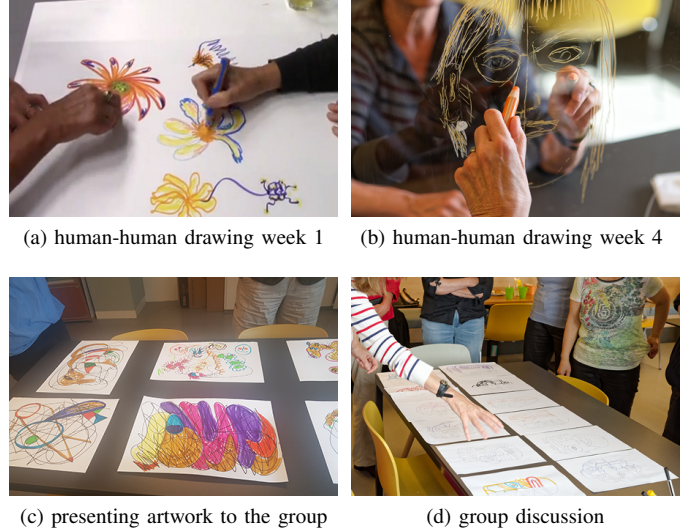 (a) human-human drawing week 1
(b) human-human drawing week 4
(c) presenting artwork to the group
(d) group discussion